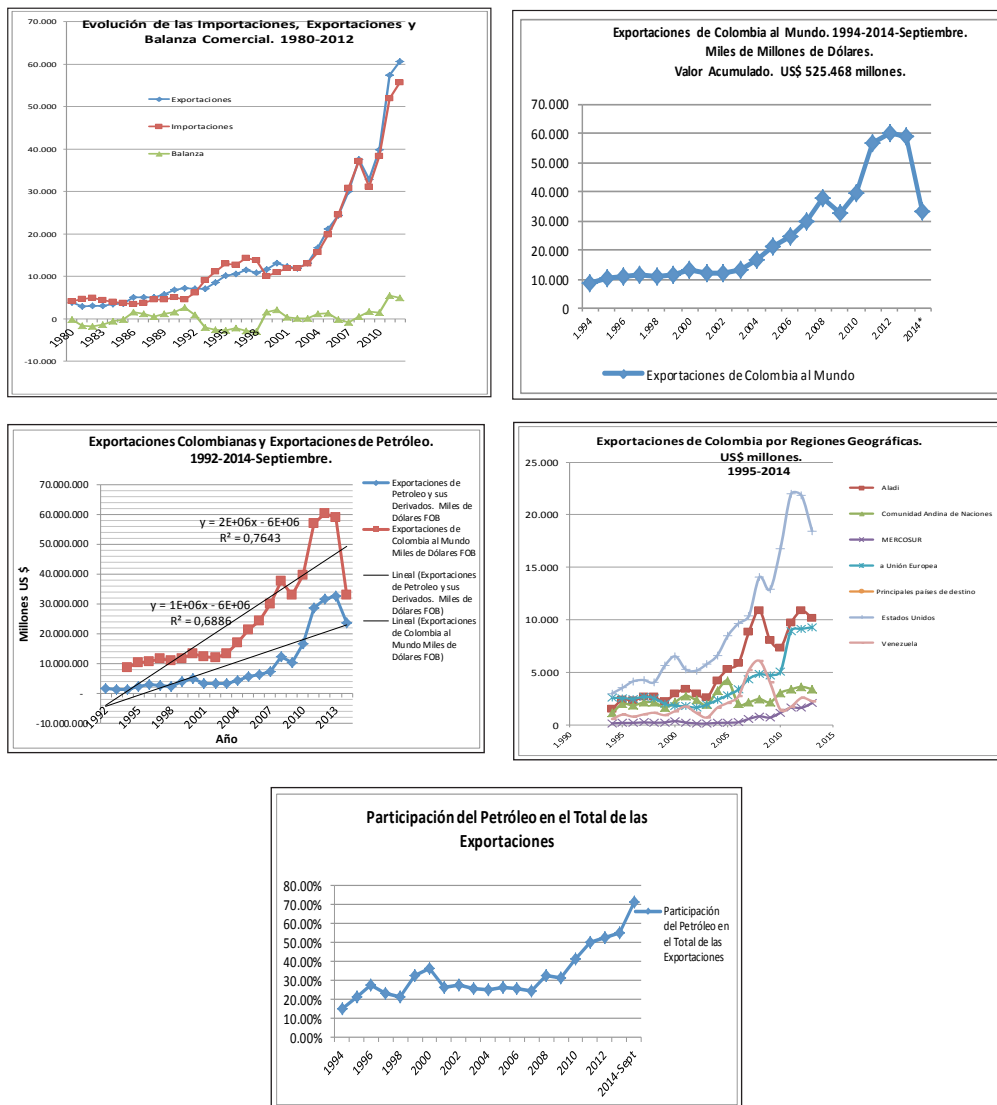 Evolución de las Importaciones, Exportaciones y
Balanza Comercial. 1980-2012
70.000
60.000
50.000
40.000
30.000
20.000
10.000
0
-10.000
Exportaciones
Importaciones
Balanza
1980
1983
1986
1989
1992
1995
1998
2001
2004
2007
2010
Exportaciones de Colombia al Mundo. 1994-2014-Septiembre.
Miles de Millones de Dólares.
Valor Acumulado. US$ 525.468 millones.
70.000
60.000
50.000
40.000
30.000
20.000
10.000
0
1994
1996
1998
2000
2002
2004
2006
2008
2010
2012
2014*
Exportaciones de Colombia al Mundo
Exportaciones Colombianas y Exportaciones de Petróleo.
1992-2014-Septiembre.
70.000.000
60.000.000
50.000.000
40.000.000
30.000.000
20.000.000
10.000.000
-
-10.000.000
Millones US $
y = 2E+06x - 6E+06
R² = 0,7643
y = 1E+06x - 6E+06
R² = 0,6886
1992
1995
1998
2001
2004
2007
2010
2013
Año
Exportaciones de
Petroleo y sus
Derivados. Miles de
Dólares FOB
Exportaciones de
Colombia al Mundo
Miles de Dólares FOB
Lineal (Exportaciones
de Petroleo y sus
Derivados. Miles de
Dólares FOB)
Lineal (Exportaciones
de Colombia al
Mundo Miles de
Dólares FOB)
Exportaciones de Colombia por Regiones Geográficas.
US$ millones.
1995-2014
25.000
20.000
15.000
10.000
5.000
0
1.990
1.995
2.000
2.005
2.010
2.015
Aladi
Comunidad Andina de Naciones
MERCOSUR
a Unión Europea
Principales países de destino
Estados Unidos
Venezuela
Participación del Petróleo en el Total de las
Exportaciones
80.00%
70.00%
60.00%
50.00%
40.00%
30.00%
20.00%
10.00%
0.00%
1994
1996
1998
2000
2002
2004
2006
2008
2010
2012
2014-Sept
Participación
del Petróleo en
el Total de las
Exportaciones